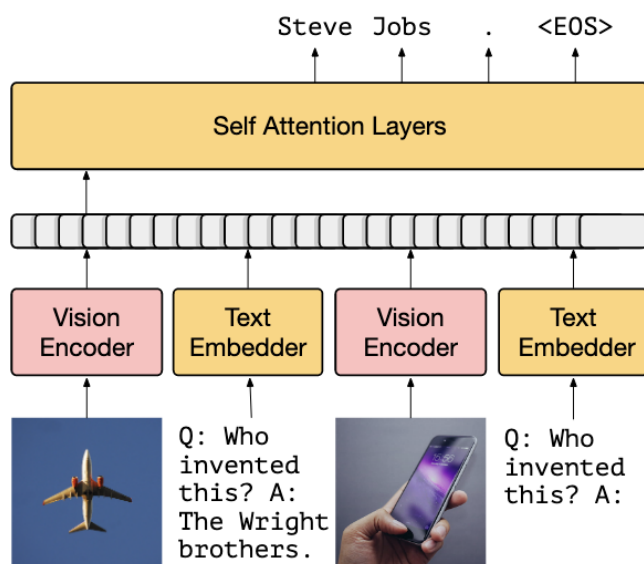 Steve Jobs . <EOS>
Self Attention Layers
Vision
Encoder
Text
Embedder
Vision
Encoder
Text
Embedder
Q: Who
invented
this? A:
The Wright
brothers.
Q: Who
invented
this? A: